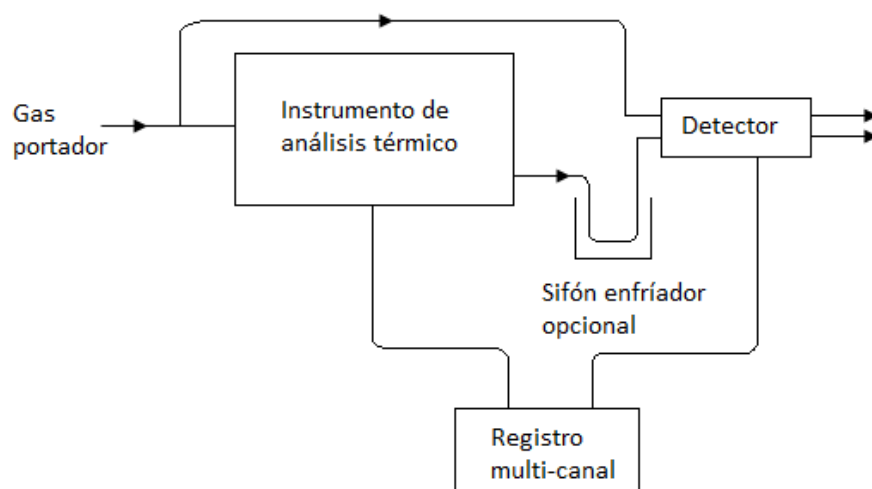 Gas
portador
Instrumento de
análisis térmico
Detector
Sifón enfríador
opcional
Registro
multi-canal